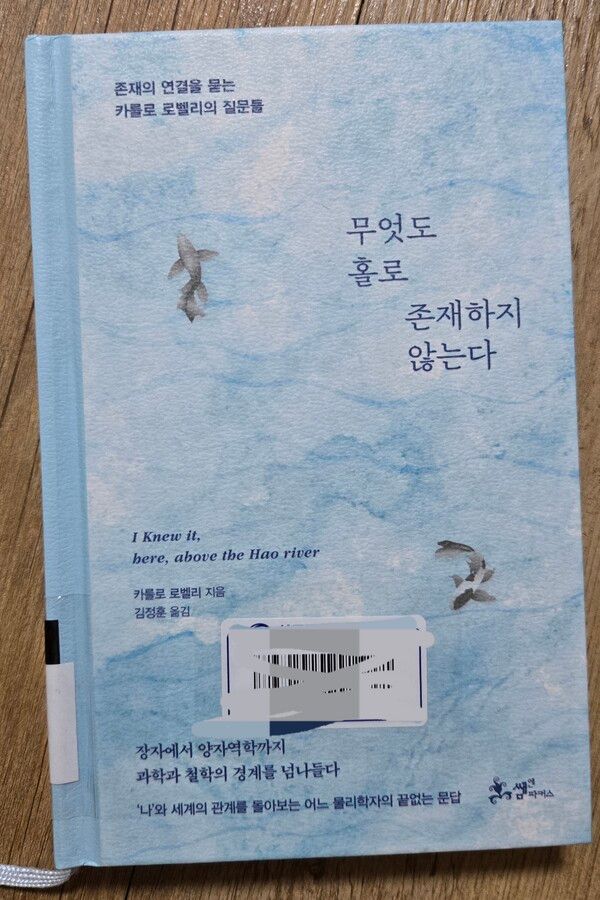 존재의 연결을 묻는
카를로 로벨리의 질문들
무엇도
홀로
존재하지
않는다
I Knew it,
here, above the Hao river
카를로 로벨리 지음
김정훈 옮김
장자에서 양자역학까지
과학과 철학의 경계를 넘나들다
‘나’와 세계의 관계를 돌아보는 어느 물리학자의 끝없는 문답
쌤앤파커스